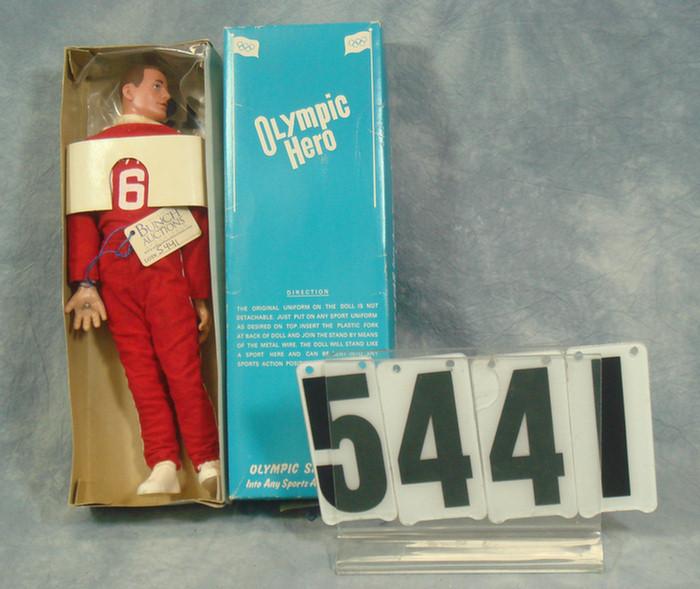 Olympic
Hero
6
BUNCH
AUCTIONS
5441
DIRECTION
THE ORIGINAL UNIFORM ON THE DOLL IS NOT
DETACHABLE. JUST PUT ON ANY SPORT UNIFORM
AS DESIRED ON TOP. INSERT THE PLASTIC FORK
AT BACK OF DOLL AND JOIN THE STAND BY MEANS
OF THE METAL WIRE. THE DOLL WILL STAND LIKE
A SPORT HERE AND CAN BE ANY
SPORTS ACTION
OLYMPIC
Into Any Sports
5441